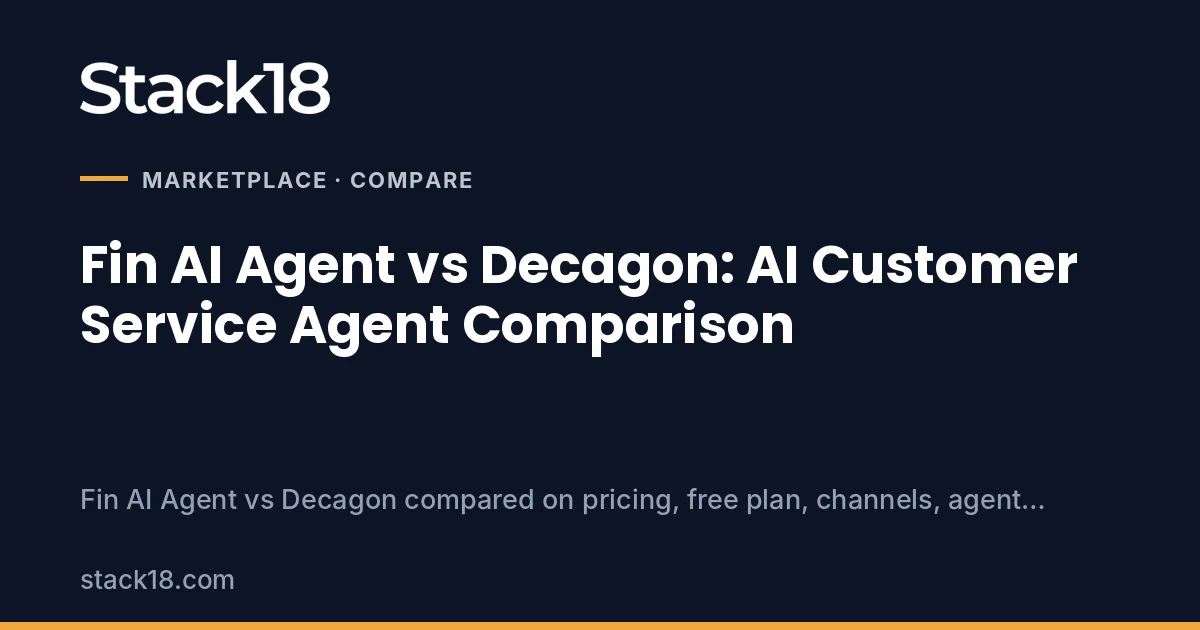 Stack18
MARKETPLACE · COMPARE
Fin AI Agent vs Decagon: AI Customer
Service Agent Comparison
Fin AI Agent vs Decagon compared on pricing, free plan, channels, agent...
stack18.com